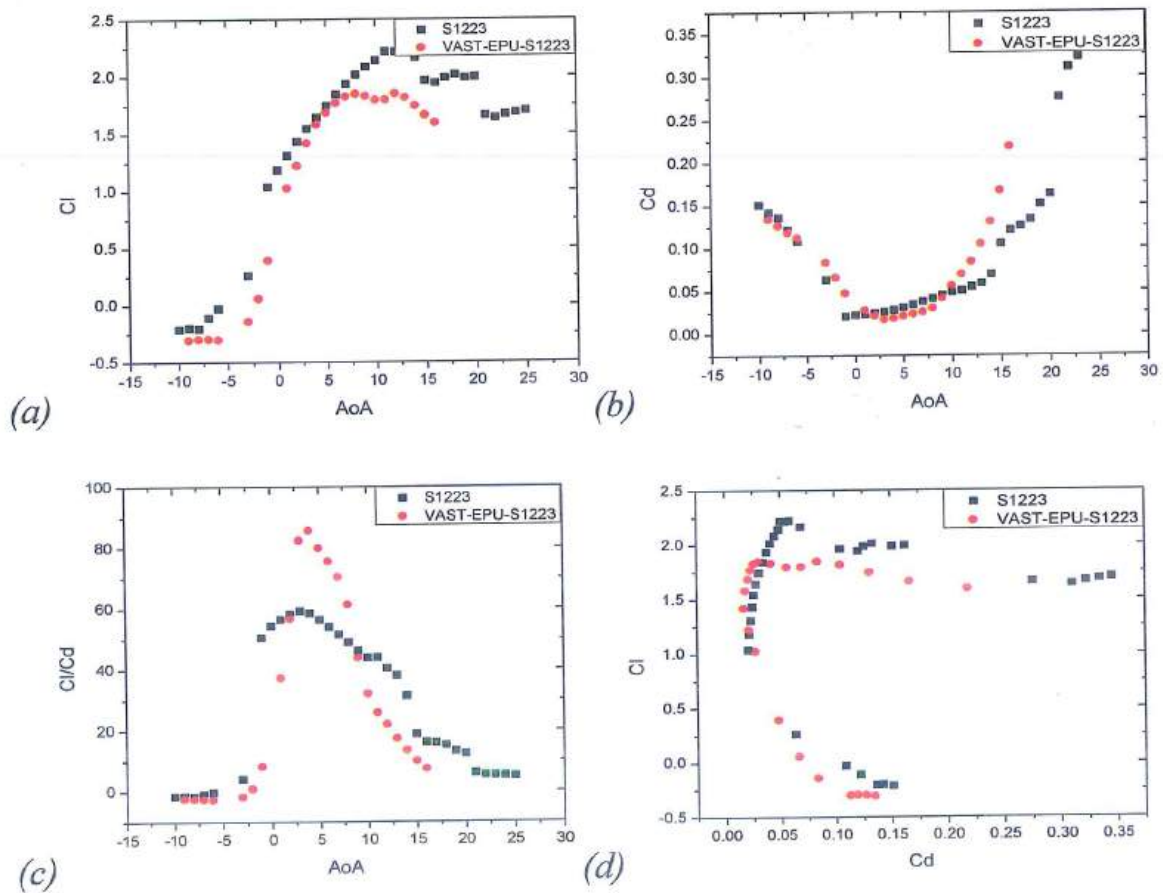 S1223
VAST-EPU-S1223
2.5
2.0
1.5
1.0
0.5
0.0
-0.5
-15 -10 -5 0 5 10 15 20 25 30
Cl
AoA
(a)
S1223
VAST-EPU-S1223
0.35
0.30
0.25
0.20
0.15
0.10
0.05
0.00
-15 -10 -5 0 5 10 15 20 25 30
Cd
AoA
(b)
S1223
VAST-EPU-S1223
100
80
60
40
20
0
-15 -10 -5 0 5 10 15 20 25 30
Cl/Cd
AoA
(c)
S1223
VAST-EPU-S1223
2.5
2.0
1.5
1.0
0.5
0.0
-0.5
0.00 0.05 0.10 0.15 0.20 0.25 0.30 0.35
Cl
Cd
(d)